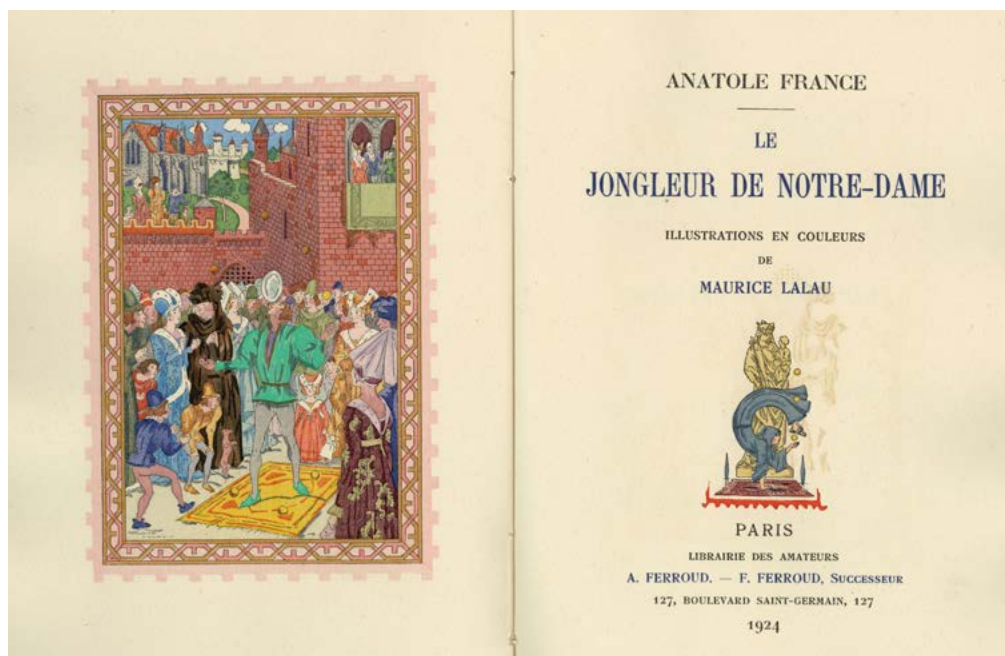 ANATOLE FRANCE
LE
JONGLEUR DE NOTRE-DAME
ILLUSTRATIONS EN COULEURS
DE
MAURICE LALAU
PARIS
LIBRAIRIE DES AMATEURS
A. FERROUD. — F. FERROUD, SUCCESSEUR
127, BOULEVARD SAINT-GERMAIN, 127
1924